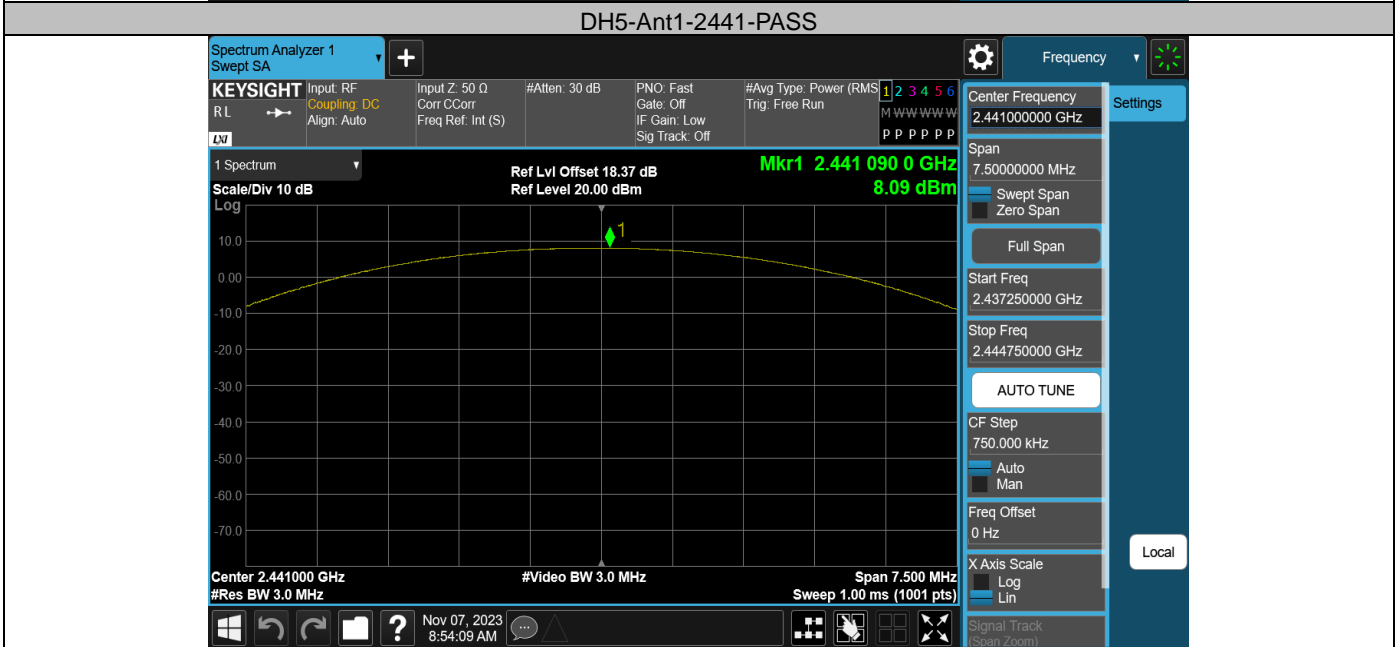 DH5-Ant1-2441-PASS
Spectrum Analyzer 1
Swept SA
Frequency
KEYSIGHT
R L
LXI
Input: RF
Coupling: DC
Align: Auto
Input Z: 50 Ω
Corr CCorr
Freq Ref: Int (S)
#Atten: 30 dB
PNO: Fast
Gate: Off
IF Gain: Low
Sig Track: Off
#Avg Type: Power (RMS
Trig: Free Run
1 2 3 4 5 6
M W W W W W
P P P P P P
1 Spectrum
Scale/Div 10 dB
Log
Ref Lvl Offset 18.37 dB
Ref Level 20.00 dBm
Mkr1 2.441 090 0 GHz
8.09 dBm
1
10.0
0.00
-10.0
-20.0
-30.0
-40.0
-50.0
-60.0
-70.0
Center 2.441000 GHz
#Res BW 3.0 MHz
#Video BW 3.0 MHz
Span 7.500 MHz
Sweep 1.00 ms (1001 pts)
Nov 07, 2023
8:54:09 AM
Center Frequency
2.441000000 GHz
Settings
Span
7.50000000 MHz
Swept Span
Zero Span
Full Span
Start Freq
2.437250000 GHz
Stop Freq
2.444750000 GHz
AUTO TUNE
CF Step
750.000 kHz
Auto
Man
Freq Offset
0 Hz
X Axis Scale
Log
Lin
Local
Signal Track
(Span Zoom)